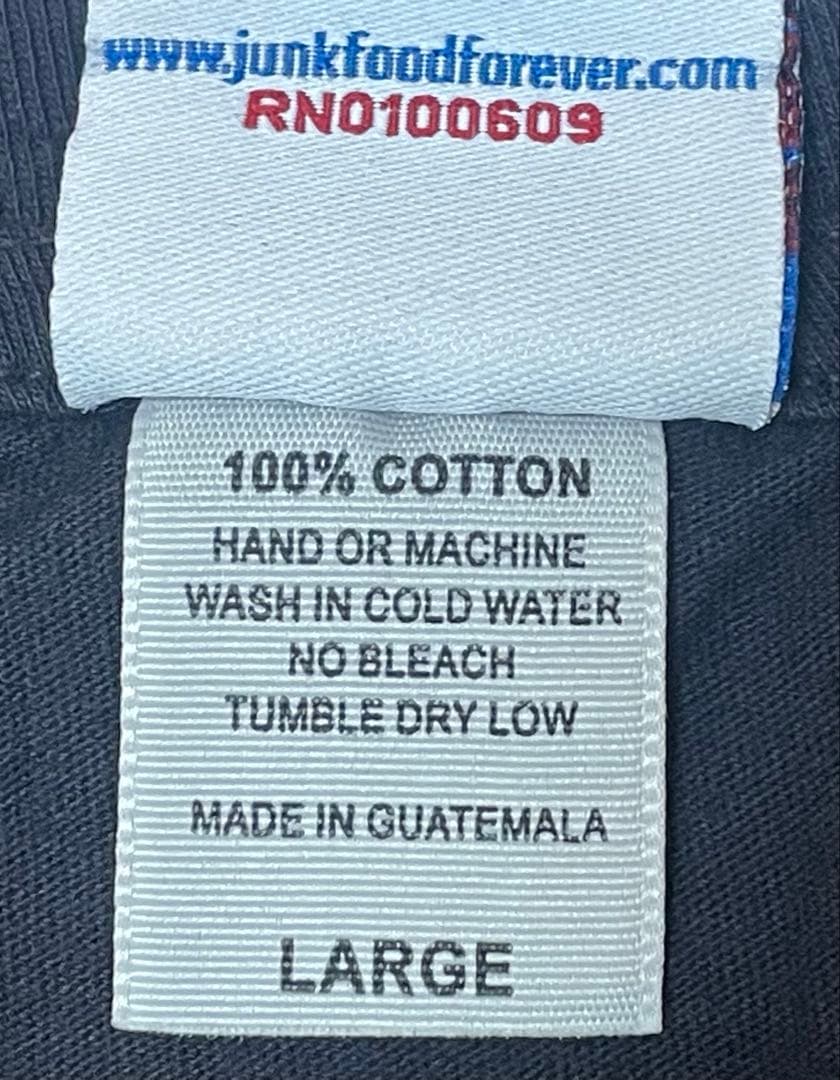 www.junkfoodforever.com
RN0100609
100% COTTON
HAND OR MACHINE
WASH IN COLD WATER
NO BLEACH
TUMBLE DRY LOW
MADE IN GUATEMALA
LARGE